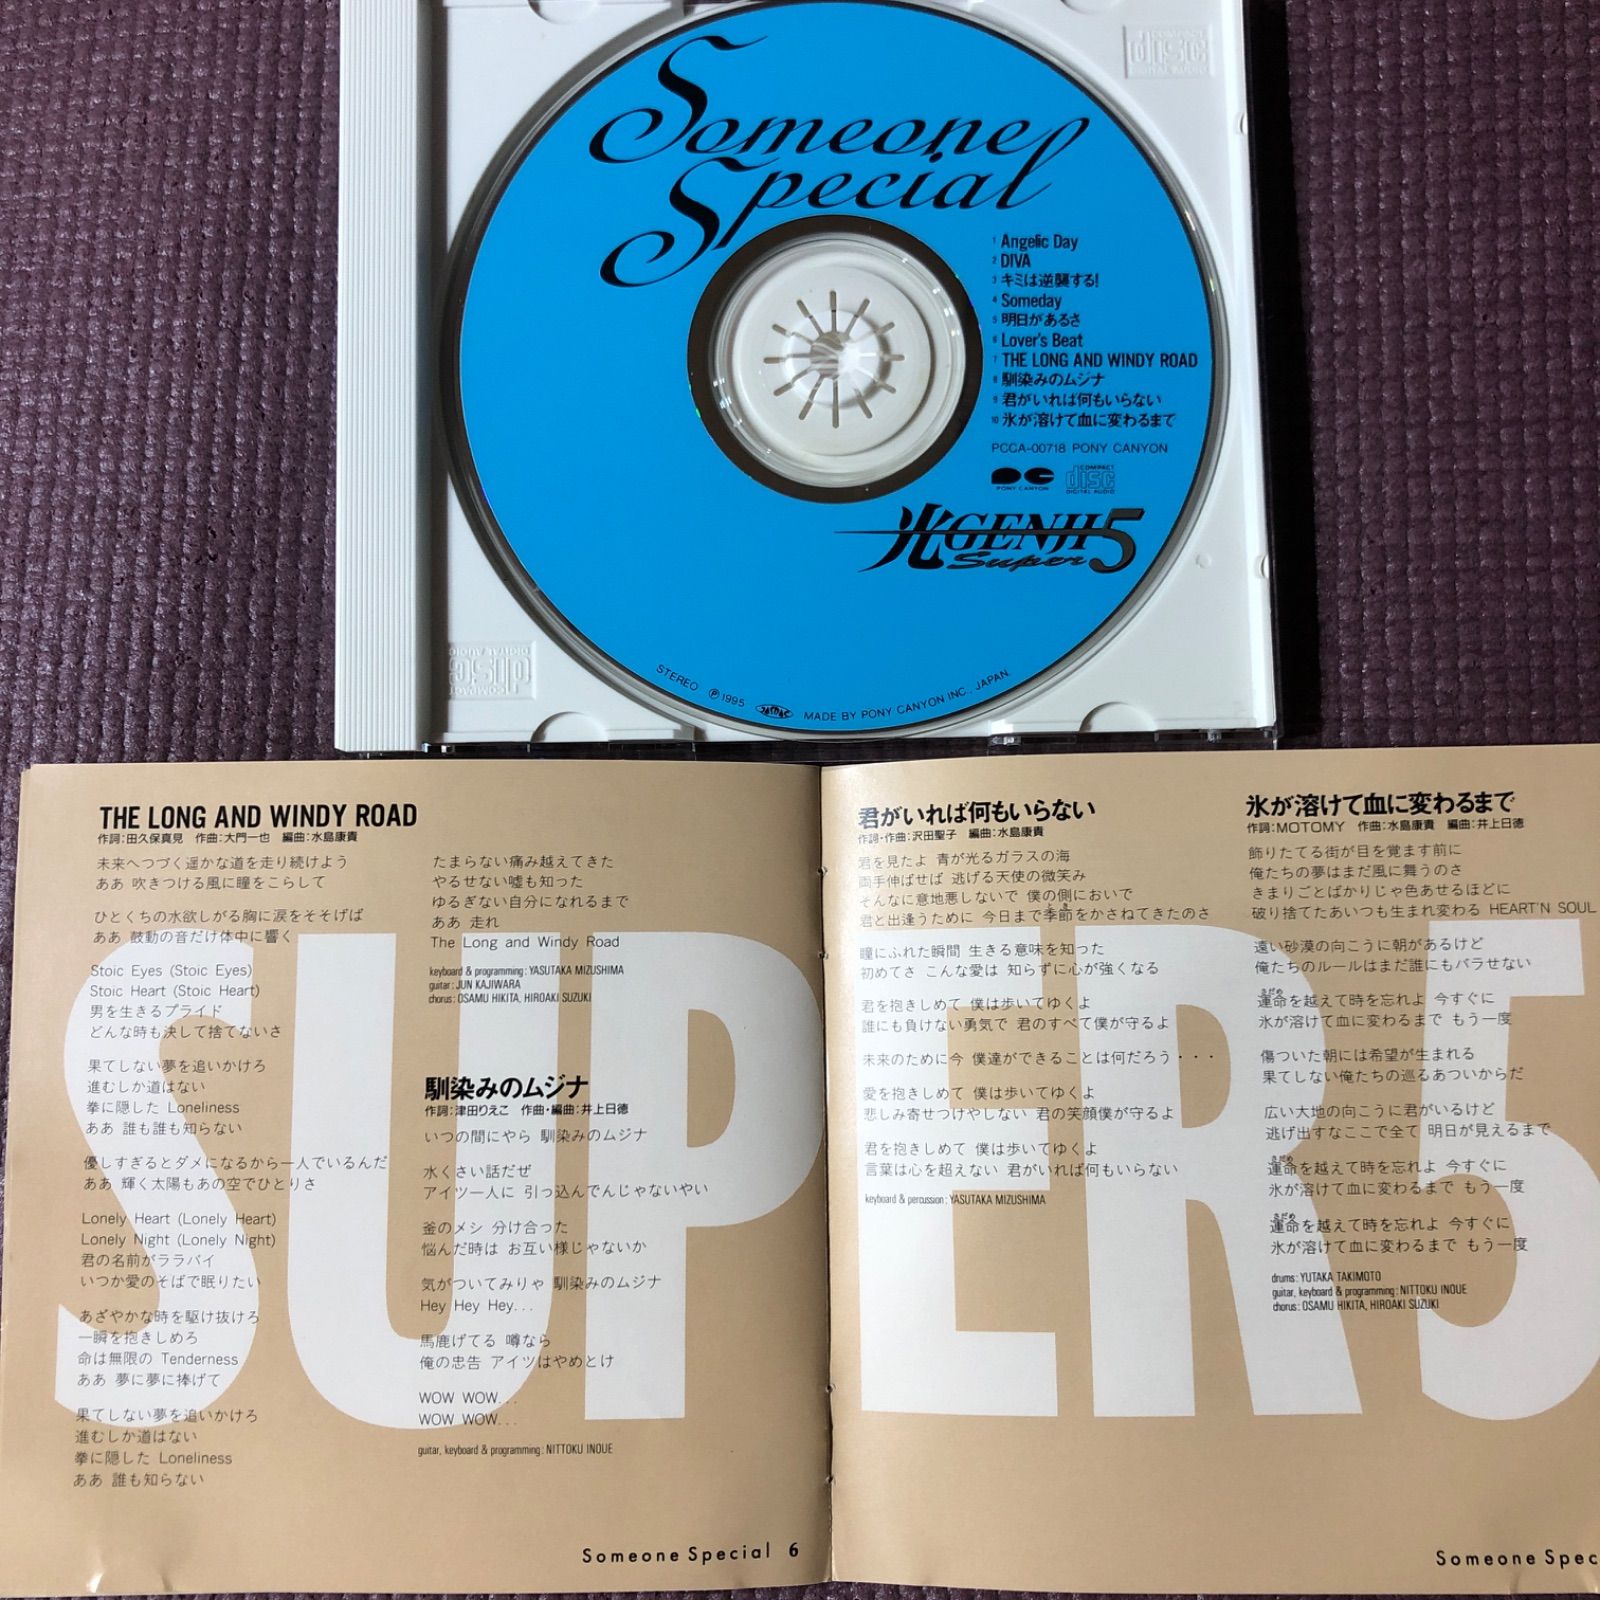 Someone
Special
1 Angelic Day
2 DIVA
3 キミは逆襲する!
4 Someday
5 明日があるさ
6 Lover's Beat
7 THE LONG AND WINDY ROAD
8 馴染みのムジナ
9 君がいれば何もいらない
10 氷が溶けて血に変わるまで
PCCA-00718 PONY CANYON
PONY CANYON
COMPACT
disc
DIGITAL AUDIO
光GENJI
Super 5
STEREO ℗1995 JASRAC MADE BY PONY CANYON INC., JAPAN.
COMPACT
disc
DIGITAL AUDIO
COMPACT
disc
DIGITAL AUDIO
SUPER5
THE LONG AND WINDY ROAD
作詞:田久保真見 作曲:大門一也 編曲:水島康貴
未来へつづく遥かな道を走り続けよう
ああ 吹きつける風に瞳をこらして
ひとくちの水欲しがる胸に涙をそそげば
ああ 鼓動の音だけ体中に響く
Stoic Eyes (Stoic Eyes)
Stoic Heart (Stoic Heart)
男を生きるプライド
どんな時も決して捨てないさ
果てしない夢を追いかけろ
進むしか道はない
拳に隠した Loneliness
ああ 誰も誰も知らない
優しすぎるとダメになるから一人でいるんだ
ああ 輝く太陽もあの空でひとりさ
Lonely Heart (Lonely Heart)
Lonely Night (Lonely Night)
君の名前がララバイ
いつか愛のそばで眠りたい
あざやかな時を駆け抜けろ
一瞬を抱きしめろ
命は無限の Tenderness
ああ 夢に夢に捧げて
果てしない夢を追いかけろ
進むしか道はない
拳に隠した Loneliness
ああ 誰も知らない
たまらない痛み越えてきた
やるせない嘘も知った
ゆるぎない自分になれるまで
ああ 走れ
The Long and Windy Road
keyboard & programming: YASUTAKA MIZUSHIMA
guitar: JUN KAJIWARA
chorus: OSAMU HIKITA, HIROAKI SUZUKI
馴染みのムジナ
作詞:津田りえこ 作曲・編曲:井上日徳
いつの間にやら 馴染みのムジナ
水くさい話だぜ
アイツ一人に 引っ込んでんじゃないやい
釜のメシ 分け合った
悩んだ時は お互い様じゃないか
気がついてみりゃ 馴染みのムジナ
Hey Hey Hey...
馬鹿げてる 噂なら
俺の忠告 アイツはやめとけ
WOW WOW...
WOW WOW...
guitar, keyboard & programming: NITTOKU INOUE
Someone Special 6
君がいれば何もいらない
作詞・作曲:沢田聖子 編曲:水島康貴
君を見たよ 青が光るガラスの海
両手伸ばせば 逃げる天使の微笑み
そんなに意地悪しないで 僕の側においで
君と出逢うために 今日まで季節をかさねてきたのさ
瞳にふれた瞬間 生きる意味を知った
初めてさ こんな愛は 知らずに心が強くなる
君を抱きしめて 僕は歩いてゆくよ
誰にも負けない勇気で 君のすべて僕が守るよ
未来のために今 僕達ができることは何だろう・・・
愛を抱きしめて 僕は歩いてゆくよ
悲しみ寄せつけやしない 君の笑顔僕が守るよ
君を抱きしめて 僕は歩いてゆくよ
言葉は心を超えない 君がいれば何もいらない
keyboard & percussion: YASUTAKA MIZUSHIMA
氷が溶けて血に変わるまで
作詞:MOTOMY 作曲:水島康貴 編曲:井上日徳
飾りたてる街が目を覚ます前に
俺たちの夢はまだ風に舞うのさ
きまりごとばかりじゃ色あせるほどに
破り捨てたあいつも生まれ変わる HEART'N SOUL
遠い砂漠の向こうに朝があるけど
俺たちのルールはまだ誰にもバラせない
運命を越えて時を忘れよ 今すぐに
氷が溶けて血に変わるまで もう一度
傷ついた朝には希望が生まれる
果てしない俺たちの巡るあついからだ
広い大地の向こうに君がいるけど
逃げ出すなここで全て 明日が見えるまで
運命を越えて時を忘れよ 今すぐに
氷が溶けて血に変わるまで もう一度
運命を越えて時を忘れよ 今すぐに
氷が溶けて血に変わるまで もう一度
drums: YUTAKA TAKIMOTO
guitar, keyboard & programming: NITTOKU INOUE
chorus: OSAMU HIKITA, HIROAKI SUZUKI
Someone Spec